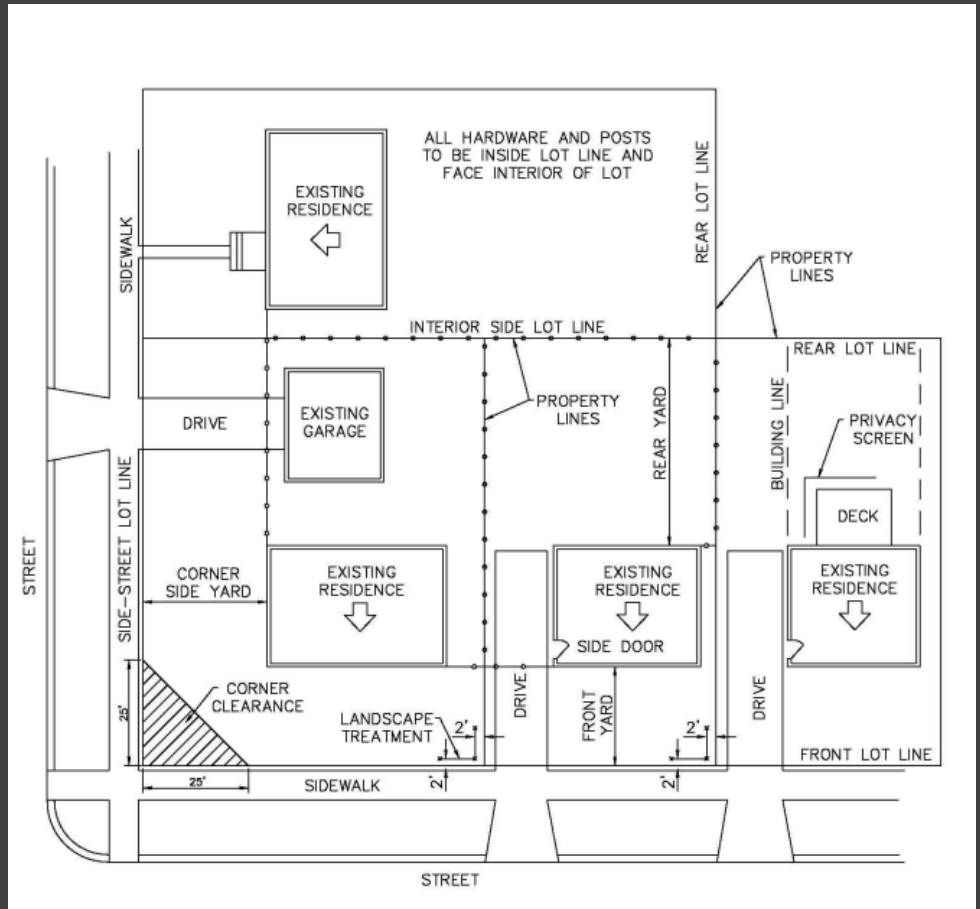 ALL HARDWARE AND POSTS
TO BE INSIDE LOT LINE AND
FACE INTERIOR OF LOT
EXISTING
RESIDENCE
SIDEWALK
REAR LOT LINE
PROPERTY
LINES
INTERIOR SIDE LOT LINE
REAR LOT LINE
DRIVE
EXISTING
GARAGE
PROPERTY
LINES
REAR YARD
BUILDING LINE
PRIVACY
SCREEN
DECK
STREET
SIDE-STREET LOT LINE
CORNER
SIDE YARD
EXISTING
RESIDENCE
EXISTING
RESIDENCE
SIDE DOOR
EXISTING
RESIDENCE
CORNER
CLEARANCE
25'
25'
LANDSCAPE
TREATMENT
2'
2'
DRIVE
FRONT
YARD
2'
2'
DRIVE
FRONT LOT LINE
SIDEWALK
STREET